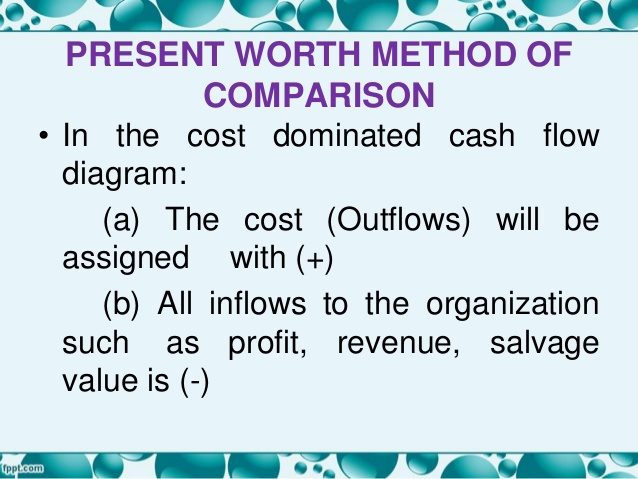 PRESENT WORTH METHOD OF
COMPARISON
• In the cost dominated cash flow
diagram:
(a) The cost (Outflows) will be
assigned with (+)
(b) All inflows to the organization
such as profit, revenue, salvage
value is (-)
fppt.com